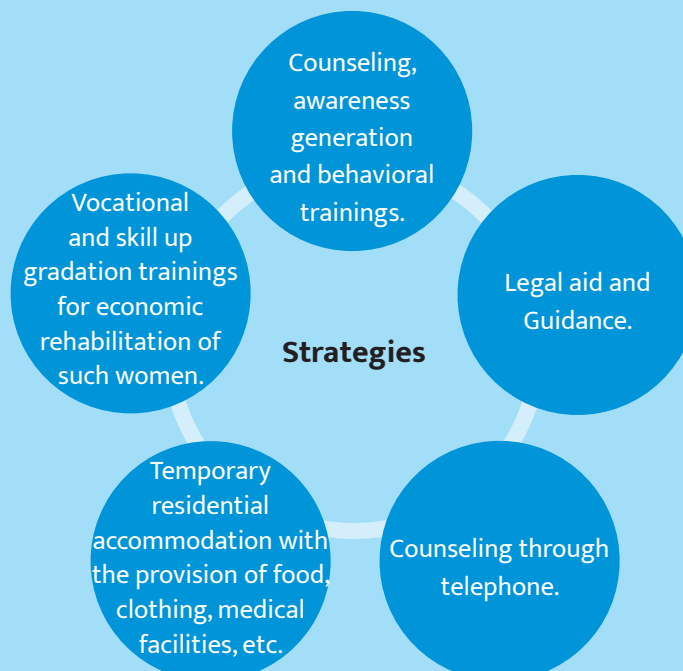 Counseling,
awareness
generation
and behavioral
trainings.
Legal aid and
Guidance.
Counseling through
telephone.
Temporary
residential
accommodation with
the provision of food,
clothing, medical
facilities, etc.
Vocational
and skill up
gradation trainings
for economic
rehabilitation of
such women.
Strategies